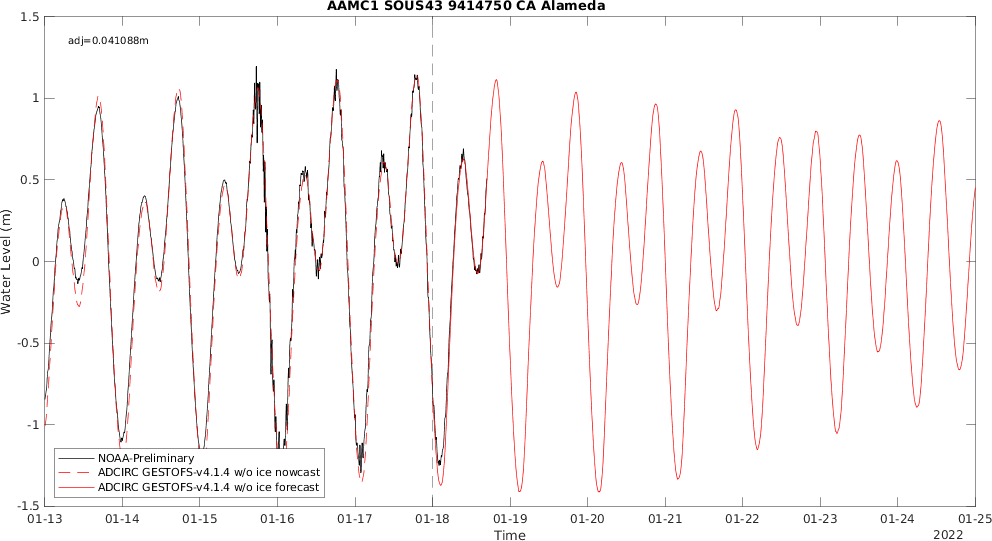 AAMC1 SOUS43 9414750 CA Alameda
1.5
adj=0.041088m
1
0.5
0
-0.5
-1
-1.5
Water Level (m)
NOAA-Preliminary
ADCIRC GESTOFS-v4.1.4 w/o ice nowcast
ADCIRC GESTOFS-v4.1.4 w/o ice forecast
01-13 01-14 01-15 01-16 01-17 01-18 01-19 01-20 01-21 01-22 01-23 01-24 01-25
Time
2022